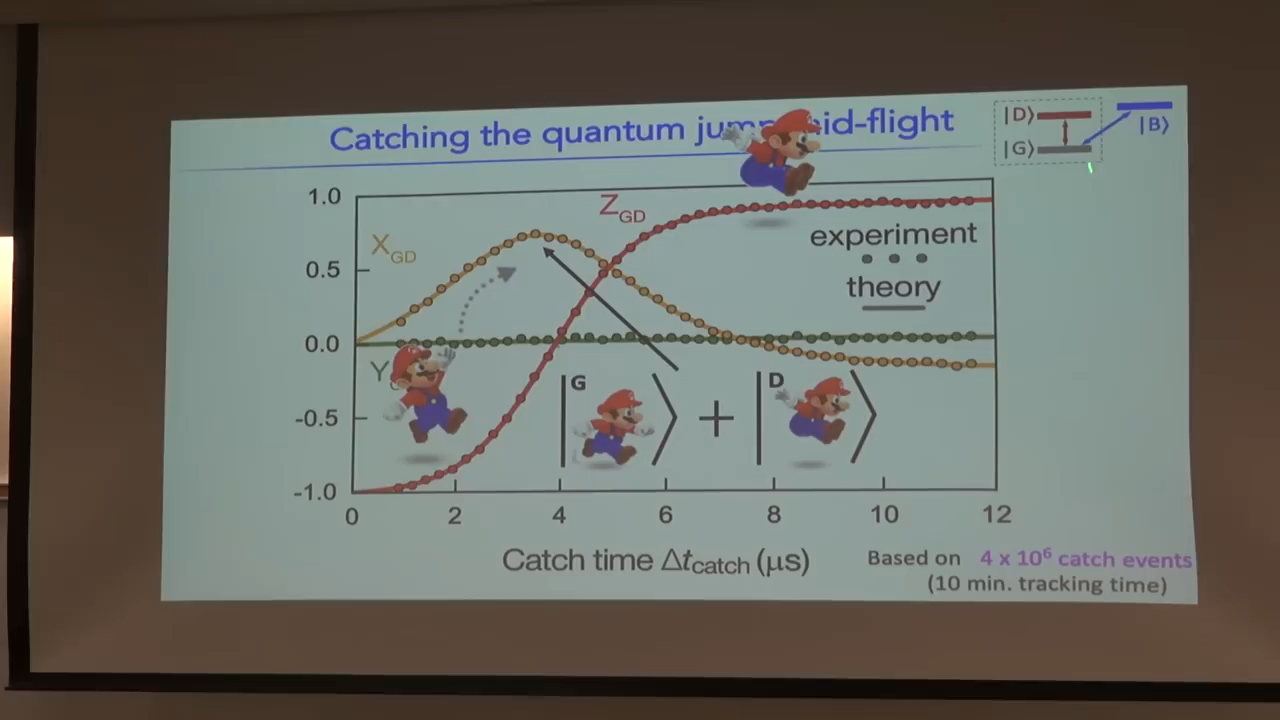 Catching the quantum jump mid-flight
|D⟩
|G⟩
|B⟩
1.0
0.5
0.0
-0.5
-1.0
X_GD
Z_GD
Y
experiment
theory
|G ⟩ + |D ⟩
0 2 4 6 8 10 12
Catch time Δt_catch (μs)
Based on 4 x 10⁶ catch events
(10 min. tracking time)